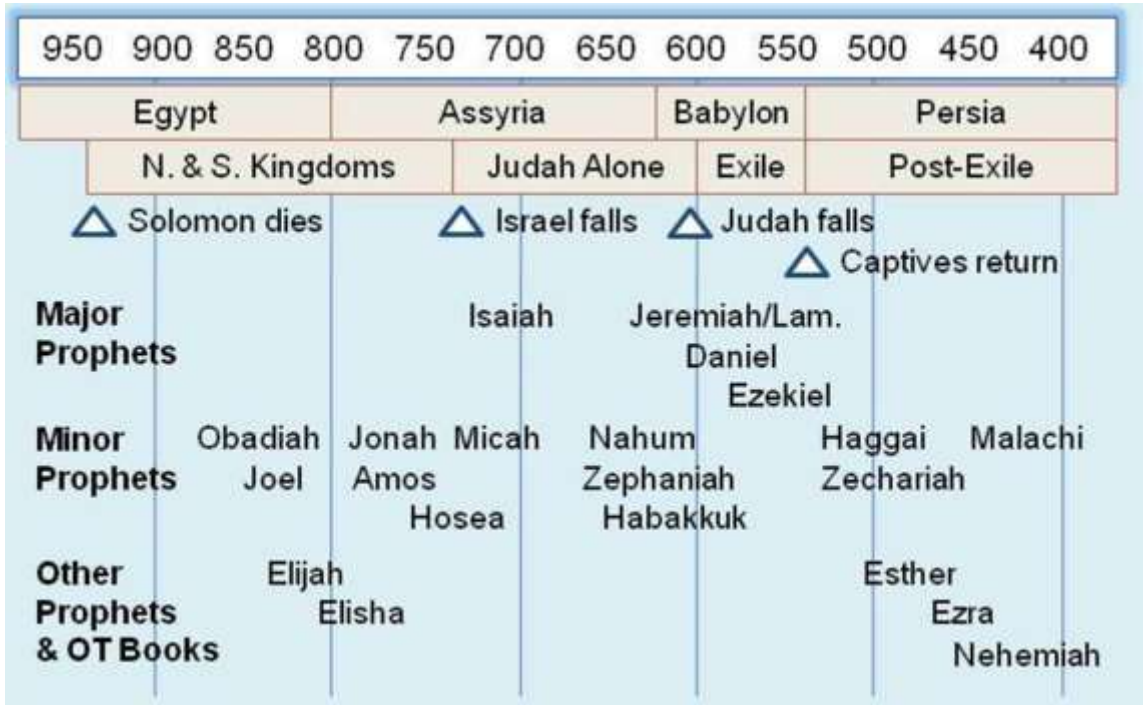 950 900 850 800 750 700 650 600 550 500 450 400
Egypt Assyria Babylon Persia
N. & S. Kingdoms Judah Alone Exile Post-Exile
Solomon dies Israel falls Judah falls
Captives return
Major Isaiah Jeremiah/Lam.
Prophets Daniel
Ezekiel
Minor Obadiah Jonah Micah Nahum Haggai Malachi
Prophets Joel Amos Zephaniah Zechariah
Hosea Habakkuk
Other Elijah Esther
Prophets Elisha Ezra
& OT Books Nehemiah